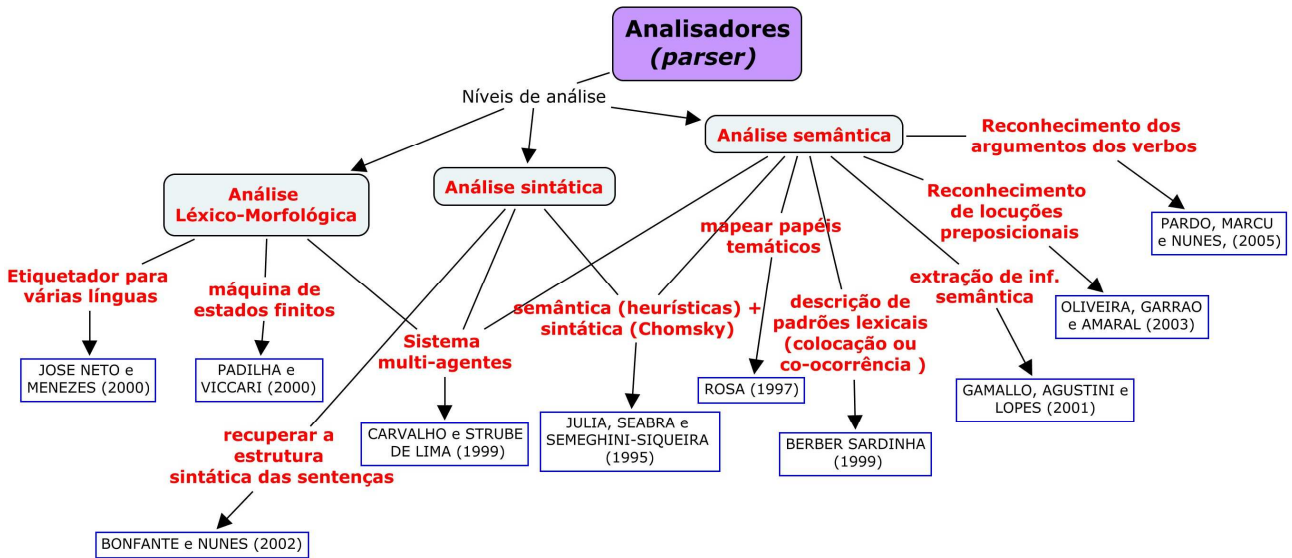 Analisadores
(parser)
Níveis de análise
Análise semântica
Reconhecimento dos
argumentos dos verbos
Análise
Léxico-Morfológica
Análise sintática
mapear papéis
temáticos
Reconhecimento
de locuções
preposicionais
PARDO, MARCU
e NUNES, (2005)
Etiquetador para
várias línguas
máquina de
estados finitos
Sistema
multi-agentes
semântica (heurísticas) +
sintática (Chomsky)
descrição de
padrões lexicais
(colocação ou
co-ocorrência )
extração de inf.
semântica
OLIVEIRA, GARRAO
e AMARAL (2003)
JOSE NETO e
MENEZES (2000)
PADILHA e
VICCARI (2000)
ROSA (1997)
GAMALLO, AGUSTINI e
LOPES (2001)
recuperar a
estrutura
sintática das sentenças
CARVALHO e STRUBE
DE LIMA (1999)
JULIA, SEABRA e
SEMEGHINI-SIQUEIRA
(1995)
BERBER SARDINHA
(1999)
BONFANTE e NUNES (2002)